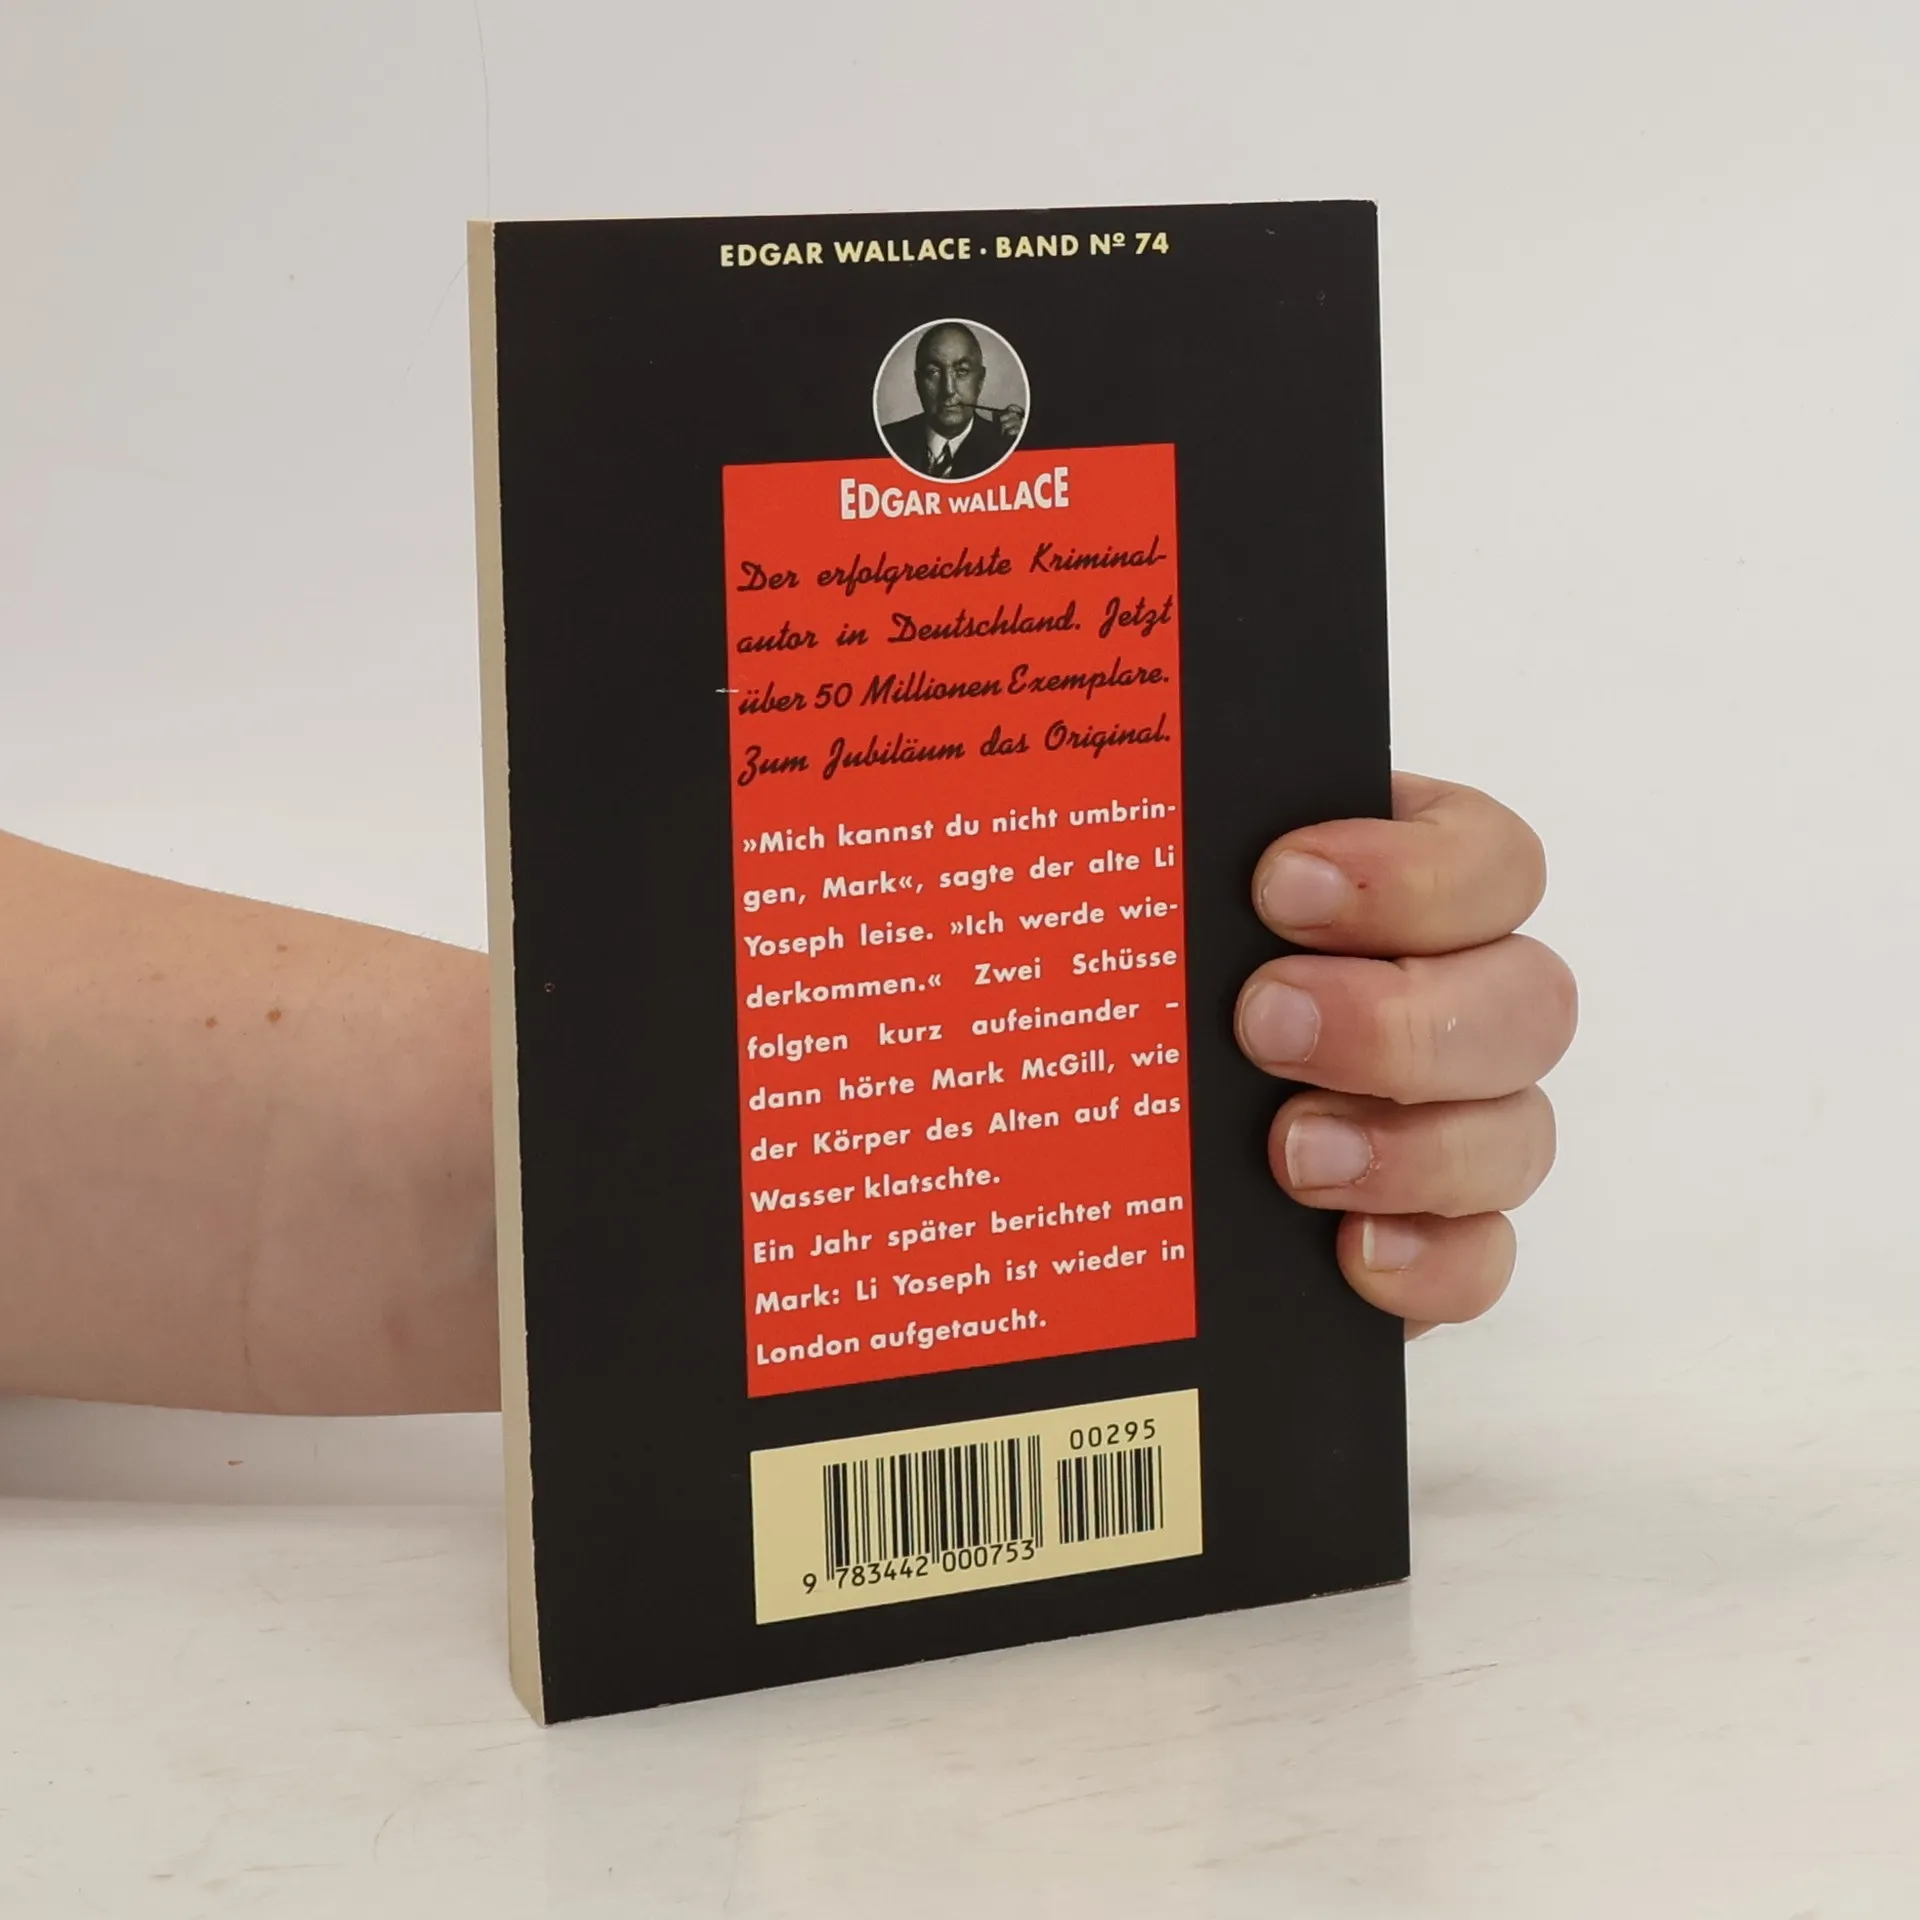 EDGAR WALLACE · BAND Nº 74
EDGAR WALLACE
Der erfolgreichste Kriminal-
autor in Deutschland. Jetzt
über 50 Millionen Exemplare.
Zum Jubiläum das Original.
»Mich kannst du nicht umbrin-
gen, Mark«, sagte der alte Li
Yoseph leise. »Ich werde wie-
derkommen.« Zwei Schüsse
folgten kurz aufeinander –
dann hörte Mark McGill, wie
der Körper des Alten auf das
Wasser klatschte.
Ein Jahr später berichtet man
Mark: Li Yoseph ist wieder in
London aufgetaucht.
00295
9 783442 000753